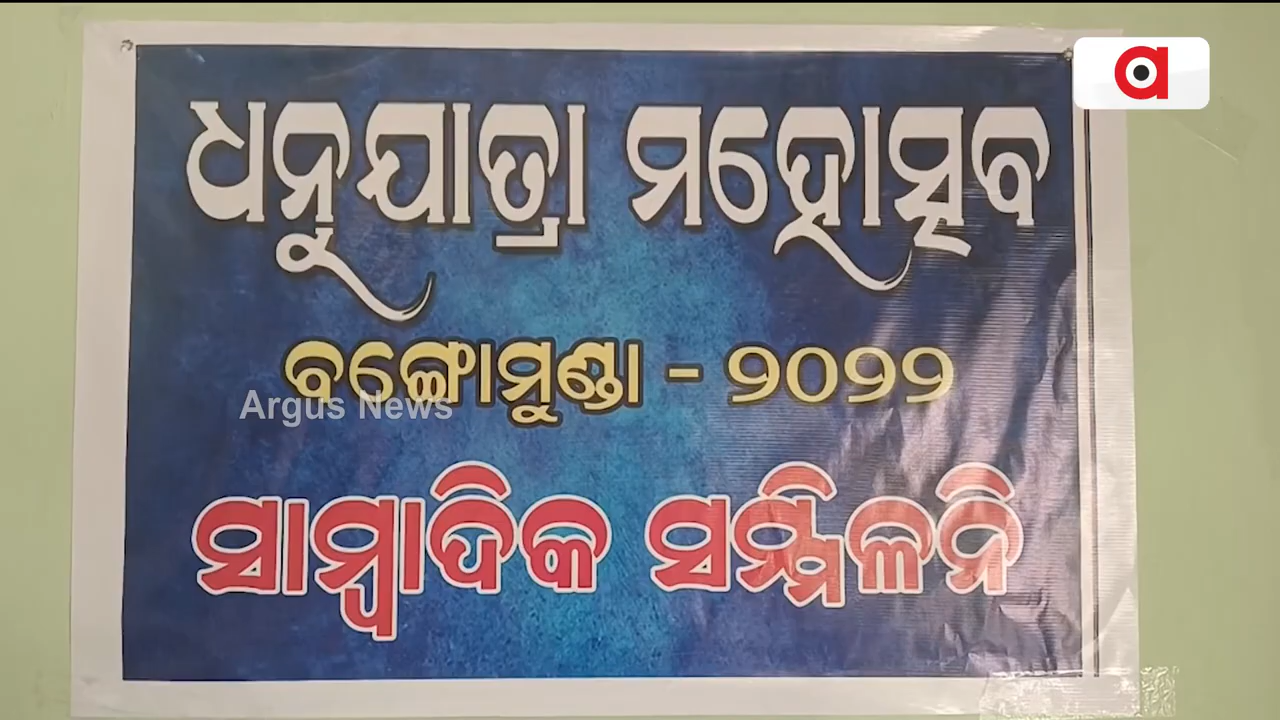 ଧନୁଯାତ୍ରା ମହୋତ୍ସବ
ବଙ୍ଗୋମୁଣ୍ଡା - ୨୦୨୨
Argus News
ସାମ୍ବାଦିକ ସମ୍ମିଳନି